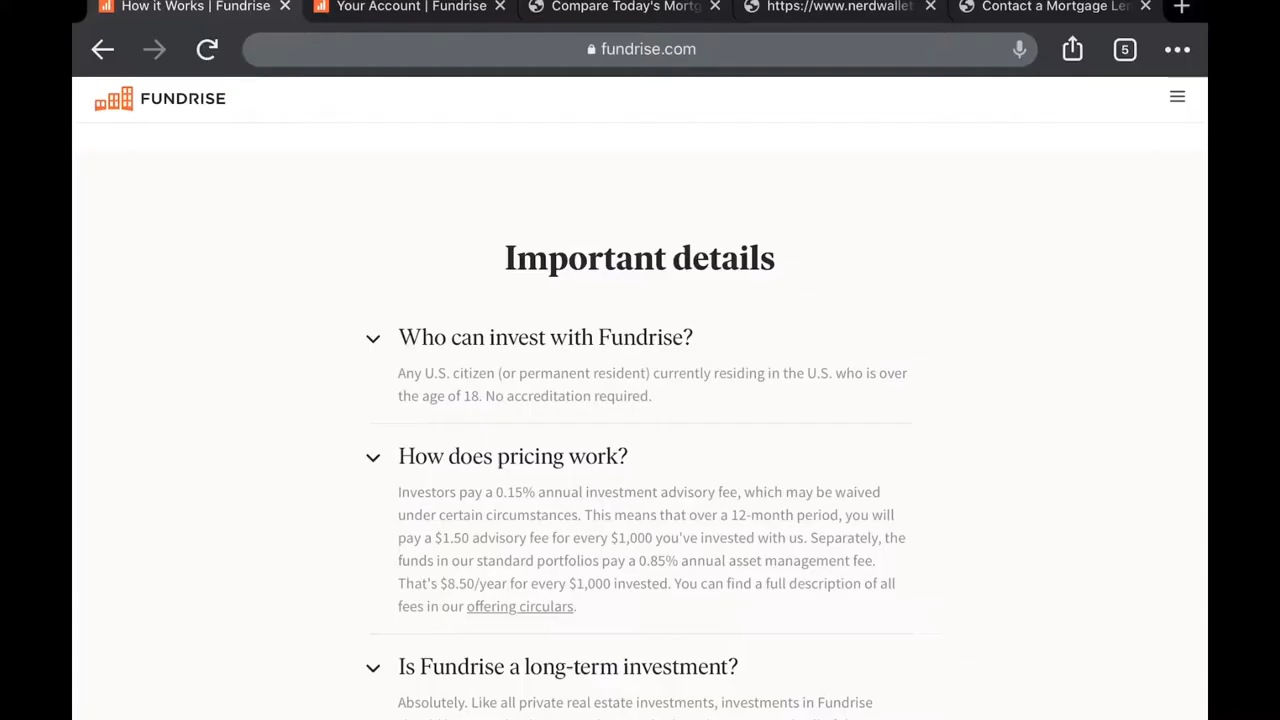 How it Works | Fundrise
Your Account | Fundrise
Compare Today's Mortg
https://www.nerdwallet
Contact a Mortgage Len
fundrise.com
5
FUNDRISE
Important details
Who can invest with Fundrise?
Any U.S. citizen (or permanent resident) currently residing in the U.S. who is over
the age of 18. No accreditation required.
How does pricing work?
Investors pay a 0.15% annual investment advisory fee, which may be waived
under certain circumstances. This means that over a 12-month period, you will
pay a $1.50 advisory fee for every $1,000 you've invested with us. Separately, the
funds in our standard portfolios pay a 0.85% annual asset management fee.
That's $8.50/year for every $1,000 invested. You can find a full description of all
fees in our offering circulars.
Is Fundrise a long-term investment?
Absolutely. Like all private real estate investments, investments in Fundrise